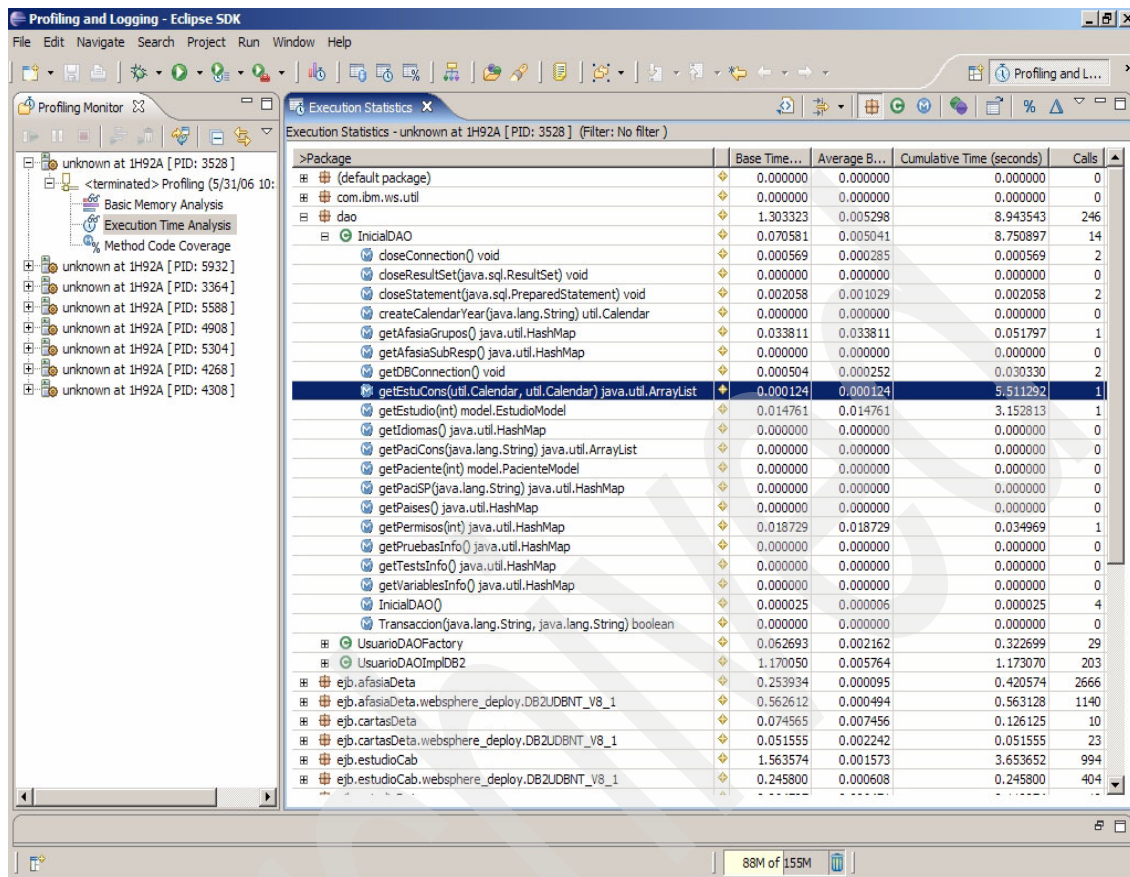 Profiling and Logging - Eclipse SDK
File Edit Navigate Search Project Run Window Help
Profiling and L...
Profiling Monitor
unknown at 1H92A [ PID: 3528 ]
<terminated> Profiling (5/31/06 10:
Basic Memory Analysis
Execution Time Analysis
Method Code Coverage
unknown at 1H92A [ PID: 5932 ]
unknown at 1H92A [ PID: 3364 ]
unknown at 1H92A [ PID: 5588 ]
unknown at 1H92A [ PID: 4908 ]
unknown at 1H92A [ PID: 5304 ]
unknown at 1H92A [ PID: 4268 ]
unknown at 1H92A [ PID: 4308 ]
Execution Statistics
Execution Statistics - unknown at 1H92A [ PID: 3528 ] (Filter: No filter )
>Package Base Time... Average B... Cumulative Time (seconds) Calls
(default package) 0.000000 0.000000 0.000000 0
com.ibm.ws.util 0.000000 0.000000 0.000000 0
dao 1.303323 0.005298 8.943543 246
InicialDAO 0.070581 0.005041 8.750897 14
closeConnection() void 0.000569 0.000285 0.000569 2
closeResultSet(java.sql.ResultSet) void 0.000000 0.000000 0.000000 0
closeStatement(java.sql.PreparedStatement) void 0.002058 0.001029 0.002058 2
createCalendarYear(java.lang.String) util.Calendar 0.000000 0.000000 0.000000 0
getAfasiaGrupos() java.util.HashMap 0.033811 0.033811 0.051797 1
getAfasiaSubResp() java.util.HashMap 0.000000 0.000000 0.000000 0
getDBConnection() void 0.000504 0.000252 0.030330 2
getEstuCons(util.Calendar, util.Calendar) java.util.ArrayList 0.000124 0.000124 5.511292 1
getEstudio(int) model.EstudioModel 0.014761 0.014761 3.152813 1
getIdiomas() java.util.HashMap 0.000000 0.000000 0.000000 0
getPaciCons(java.lang.String) java.util.ArrayList 0.000000 0.000000 0.000000 0
getPaciente(int) model.PacienteModel 0.000000 0.000000 0.000000 0
getPaciSP(java.lang.String) java.util.HashMap 0.000000 0.000000 0.000000 0
getPaises() java.util.HashMap 0.000000 0.000000 0.000000 0
getPermisos(int) java.util.HashMap 0.018729 0.018729 0.034969 1
getPruebasInfo() java.util.HashMap 0.000000 0.000000 0.000000 0
getTestsInfo() java.util.HashMap 0.000000 0.000000 0.000000 0
getVariablesInfo() java.util.HashMap 0.000000 0.000000 0.000000 0
InicialDAO() 0.000025 0.000006 0.000025 4
Transaccion(java.lang.String, java.lang.String) boolean 0.000000 0.000000 0.000000 0
UsuarioDAOFactory 0.062693 0.002162 0.322699 29
UsuarioDAOImplDB2 1.170050 0.005764 1.173070 203
ejb.afasiaDeta 0.253934 0.000095 0.420574 2666
ejb.afasiaDeta.websphere_deploy.DB2UDBNT_V8_1 0.562612 0.000494 0.563128 1140
ejb.cartasDeta 0.074565 0.007456 0.126125 10
ejb.cartasDeta.websphere_deploy.DB2UDBNT_V8_1 0.051555 0.002242 0.051555 23
ejb.estudioCab 1.563574 0.001573 3.653652 994
ejb.estudioCab.websphere_deploy.DB2UDBNT_V8_1 0.245800 0.000608 0.245800 404
88M of 155M